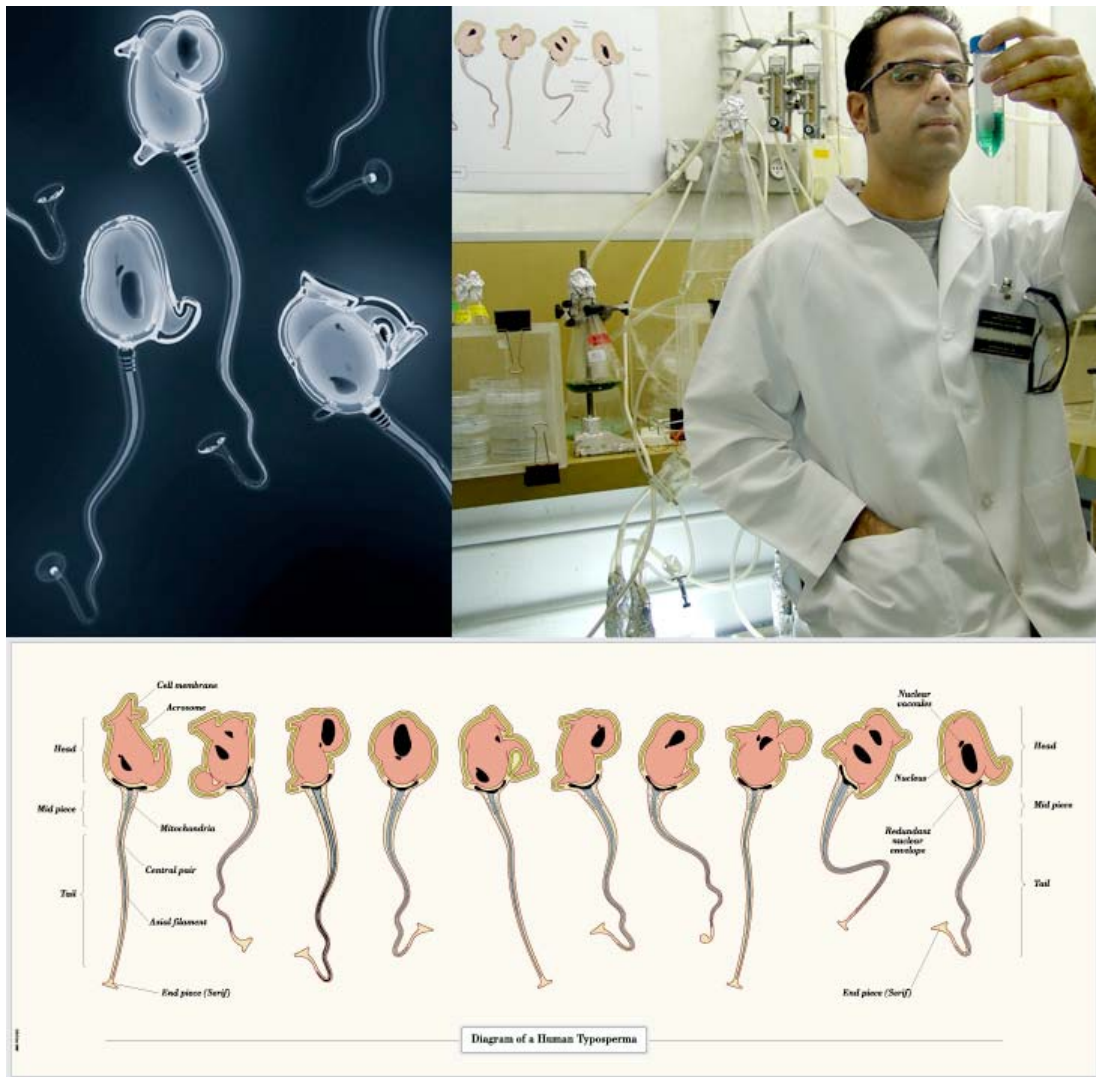 Cell membrane
Acrosome
Head
Mid piece
Mitochondria
Central pair
Tail
Axial filament
End piece (Serif)
Nuclear
vacuoles
Head
Nucleus
Mid piece
Redundant
nuclear
envelope
Tail
End piece (Serif)
Diagram of a Human Typosperma